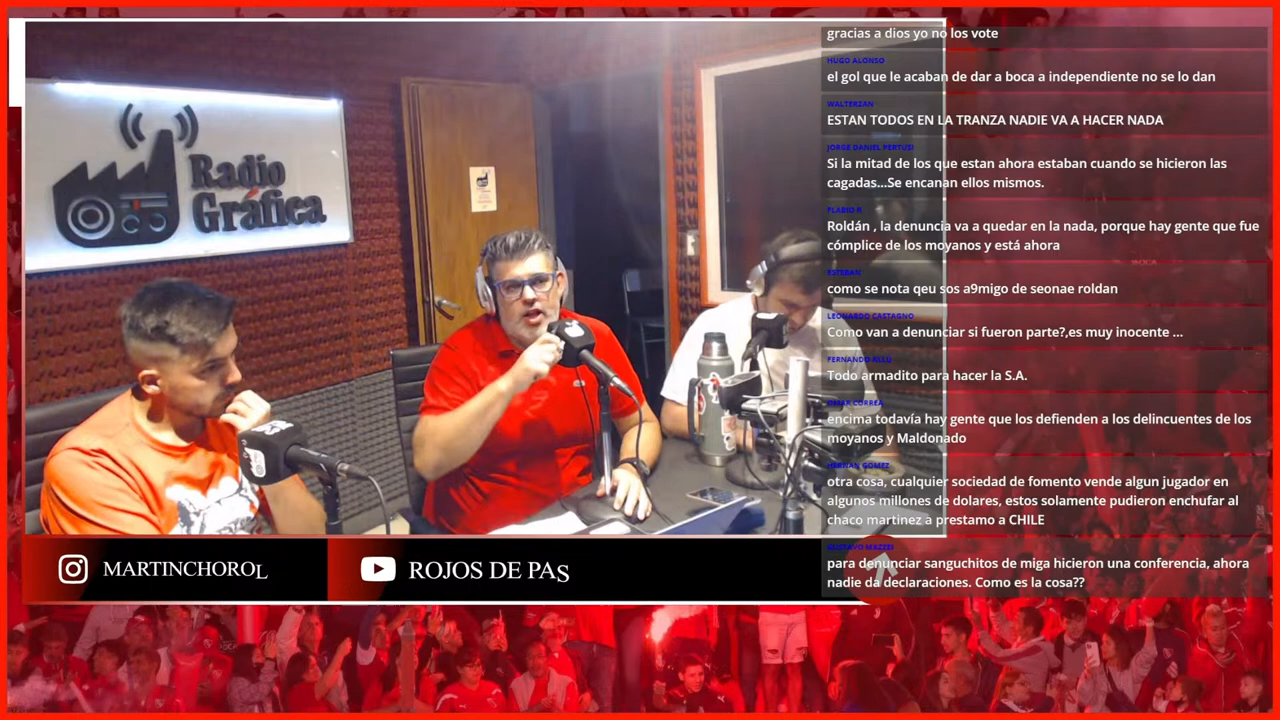 Radio
Gráfica
MARTINCHOROL
ROJOS DE PAS
gracias a dios yo no los vote
HUGO ALONSO
el gol que le acaban de dar a boca a independiente no se lo dan
WALTERZAN
ESTAN TODOS EN LA TRANZA NADIE VA A HACER NADA
JORGE DANIEL PERTUSI
Si la mitad de los que estan ahora estaban cuando se hicieron las
cagadas...Se encanan ellos mismos.
FLABIO R
Roldán , la denuncia va a quedar en la nada, porque hay gente que fue
cómplice de los moyanos y está ahora
ESTEBAN
como se nota qeu sos a9migo de seonae roldan
LEONARDO CASTAGNO
Como van a denunciar si fueron parte?,es muy inocente ...
FERNANDO
Todo armadito para hacer la S.A.
OMAR CORREA
encima todavía hay gente que los defienden a los delincuentes de los
moyanos y Maldonado
HERNAN GOMEZ
otra cosa, cualquier sociedad de fomento vende algun jugador en
algunos millones de dolares, estos solamente pudieron enchufar al
chaco martinez a prestamo a CHILE
GUSTAVO MAZZEI
para denunciar sanguchitos de miga hicieron una conferencia, ahora
nadie da declaraciones. Como es la cosa??